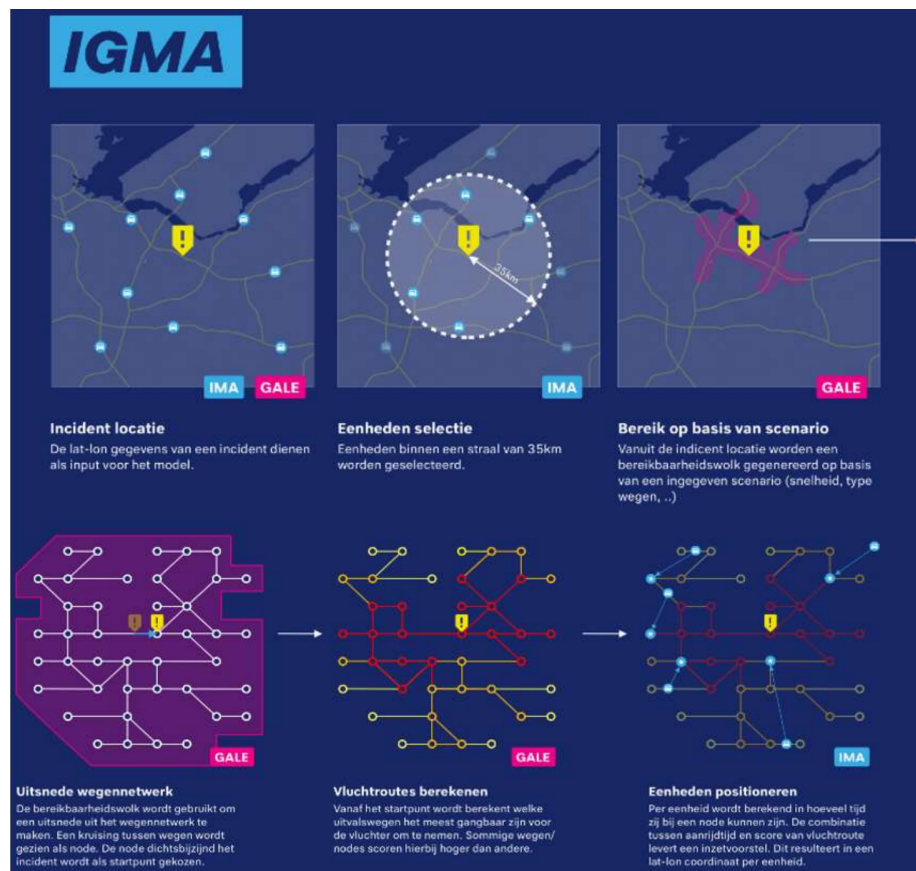 IGMA
35km
IMA GALE
IMA
GALE
Incident locatie
De lat-lon gegevens van een incident dienen
als input voor het model.
Eenheden selectie
Eenheden binnen een straal van 35km
worden geselecteerd.
Bereik op basis van scenario
Vanuit de indicent locatie worden een
bereikbaarheidswolk gegenereerd op basis
van een ingegeven scenario (snelheid, type
wegen, ..)
GALE
GALE
IMA
Uitsnede wegennetwerk
De bereikbaarheidswolk wordt gebruikt om
een uitsnede uit het wegennetwerk te
maken. Een kruising tussen wegen wordt
gezien als node. De node dichtsbijzijnd het
incident wordt als startpunt gekozen.
Vluchtroutes berekenen
Vanaf het startpunt wordt berekent welke
uitvalswegen het meest gangbaar zijn voor
de vluchter om te nemen. Sommige wegen/
nodes scoren hierbij hoger dan andere.
Eenheden positioneren
Per eenheid wordt berekend in hoeveel tijd
zij bij een node kunnen zijn. De combinatie
tussen aanrijdtijd en score van vluchtroute
levert een inzetvoorstel. Dit resulteert in een
lat-lon coordinaat per eenheid.